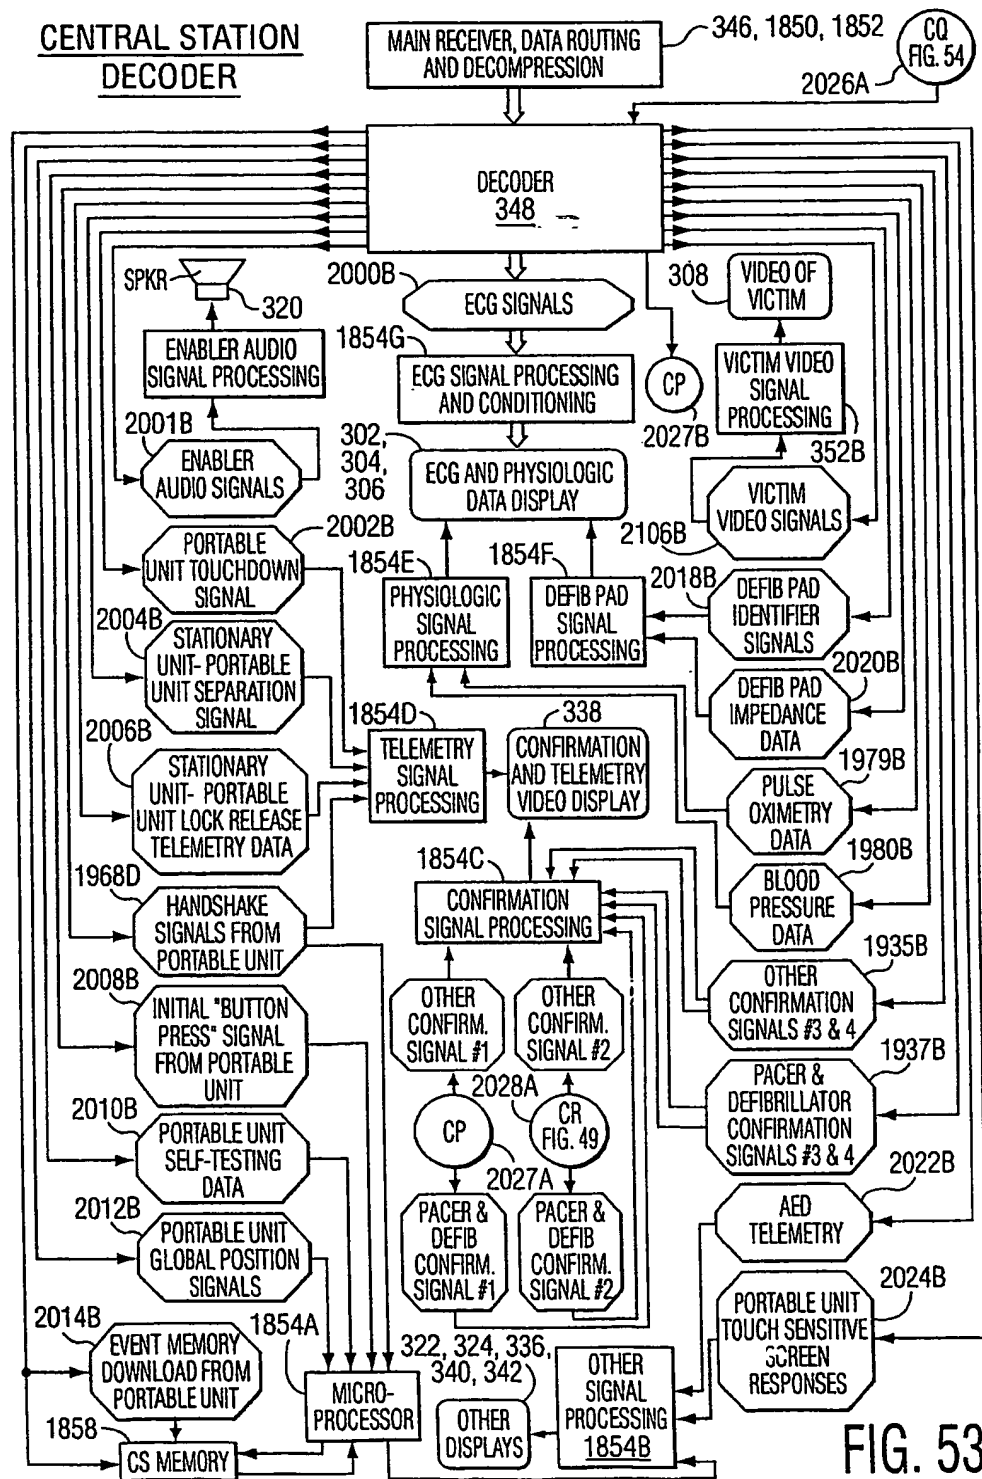 CENTRAL STATION
DECODER
MAIN RECEIVER, DATA ROUTING
AND DECOMPRESSION
346, 1850, 1852
CQ
FIG. 54
2026A
DECODER
348
2000B
ECG SIGNALS
1854G
ECG SIGNAL PROCESSING
AND CONDITIONING
302,
304,
306
ECG AND PHYSIOLOGIC
DATA DISPLAY
CP
2027B
308
VIDEO OF
VICTIM
VICTIM VIDEO
SIGNAL
PROCESSING
352B
VICTIM
VIDEO SIGNALS
2106B
SPKR
320
ENABLER AUDIO
SIGNAL PROCESSING
2001B
ENABLER
AUDIO SIGNALS
2002B
PORTABLE
UNIT TOUCHDOWN
SIGNAL
2004B
STATIONARY
UNIT- PORTABLE
UNIT SEPARATION
SIGNAL
2006B
STATIONARY
UNIT- PORTABLE
UNIT LOCK RELEASE
TELEMETRY DATA
1968D
HANDSHAKE
SIGNALS FROM
PORTABLE UNIT
2008B
INITIAL "BUTTON
PRESS" SIGNAL
FROM PORTABLE
UNIT
2010B
PORTABLE UNIT
SELF-TESTING
DATA
2012B
PORTABLE UNIT
GLOBAL POSITION
SIGNALS
2014B
EVENT MEMORY
DOWNLOAD FROM
PORTABLE UNIT
1858
CS MEMORY
1854A
MICRO-
PROCESSOR
1854E
PHYSIOLOGIC
SIGNAL
PROCESSING
1854F
DEFIB PAD
SIGNAL
PROCESSING
2018B
DEFIB PAD
IDENTIFIER
SIGNALS
2020B
DEFIB PAD
IMPEDANCE
DATA
1854D
TELEMETRY
SIGNAL
PROCESSING
338
CONFIRMATION
AND TELEMETRY
VIDEO DISPLAY
1979B
PULSE
OXIMETRY
DATA
1980B
BLOOD
PRESSURE
DATA
1854C
CONFIRMATION
SIGNAL PROCESSING
1935B
OTHER
CONFIRMATION
SIGNALS #3 & 4
OTHER
CONFIRM.
SIGNAL #1
OTHER
CONFIRM.
SIGNAL #2
1937B
PACER &
DEFIBRILLATOR
CONFIRMATION
SIGNALS #3 & 4
2028A
CP
CR
FIG. 49
2027A
PACER &
DEFIB
CONFIRM.
SIGNAL #1
PACER &
DEFIB
CONFIRM.
SIGNAL #2
2022B
AED
TELEMETRY
2024B
PORTABLE UNIT
TOUCH SENSITIVE
SCREEN
RESPONSES
322, 324, 336,
340, 342
OTHER
DISPLAYS
OTHER
SIGNAL
PROCESSING
1854B
FIG. 53